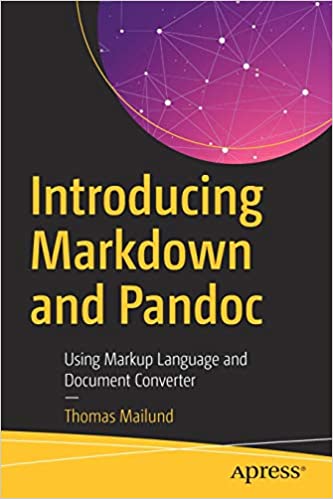 Introducing
Markdown
and Pandoc
Using Markup Language and
Document Converter
—
Thomas Mailund
Apress®